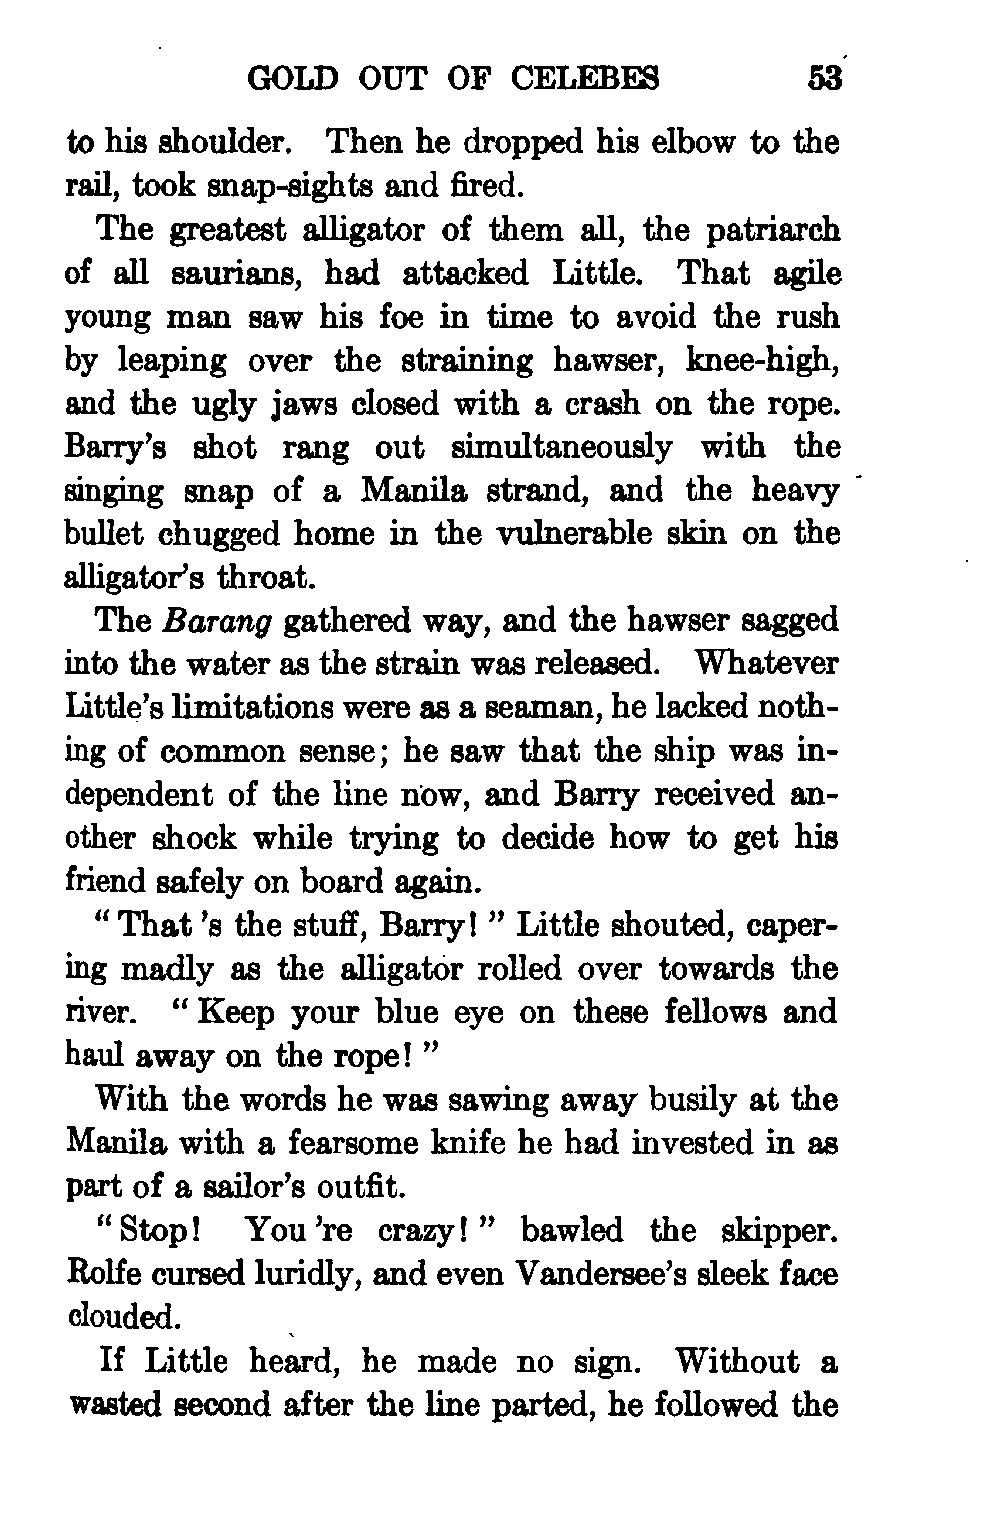 GOLD OUT OF CELEBES 53
to his shoulder. Then he dropped his elbow to the
rail, took snap-sights and fired.
The greatest alligator of them all, the patriarch
of all saurians, had attacked Little. That agile
young man saw his foe in time to avoid the rush
by leaping over the straining hawser, knee-high,
and the ugly jaws closed with a crash on the rope.
Barry's shot rang out simultaneously with the
singing snap of a Manila strand, and the heavy
bullet chugged home in the vulnerable skin on the
alligator's throat.
The Barang gathered way, and the hawser sagged
into the water as the strain was released. Whatever
Little's limitations were as a seaman, he lacked noth-
ing of common sense; he saw that the ship was in-
dependent of the line now, and Barry received an-
other shock while trying to decide how to get his
friend safely on board again.
"That 's the stuff, Barry!" Little shouted, caper-
ing madly as the alligator rolled over towards the
river. "Keep your blue eye on these fellows and
haul away on the rope!"
With the words he was sawing away busily at the
Manila with a fearsome knife he had invested in as
part of a sailor's outfit.
"Stop! You 're crazy!" bawled the skipper.
Rolfe cursed luridly, and even Vandersee's sleek face
clouded.
If Little heard, he made no sign. Without a
wasted second after the line parted, he followed the